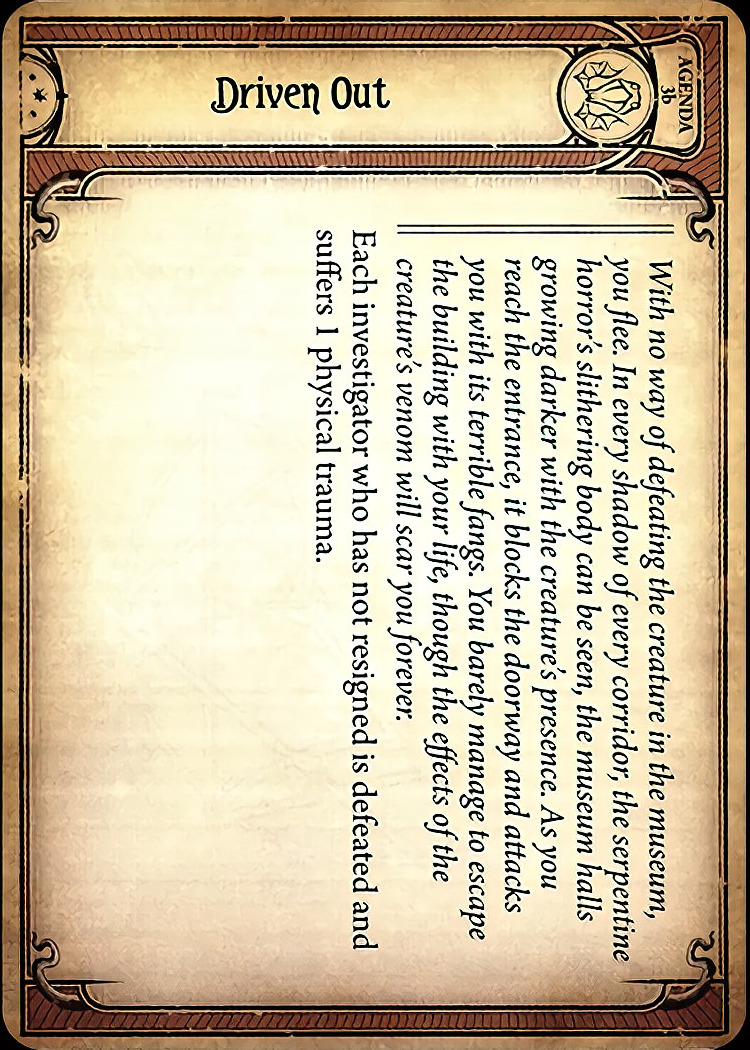 AGENDA
3b
Driven Out
With no way of defeating the creature in the museum,
you flee. In every shadow of every corridor, the serpentine
horror's slithering body can be seen, the museum halls
growing darker with the creature's presence. As you
reach the entrance, it blocks the doorway and attacks
you with its terrible fangs. You barely manage to escape
the building with your life, though the effects of the
creature's venom will scar you forever.
Each investigator who has not resigned is defeated and
suffers 1 physical trauma.